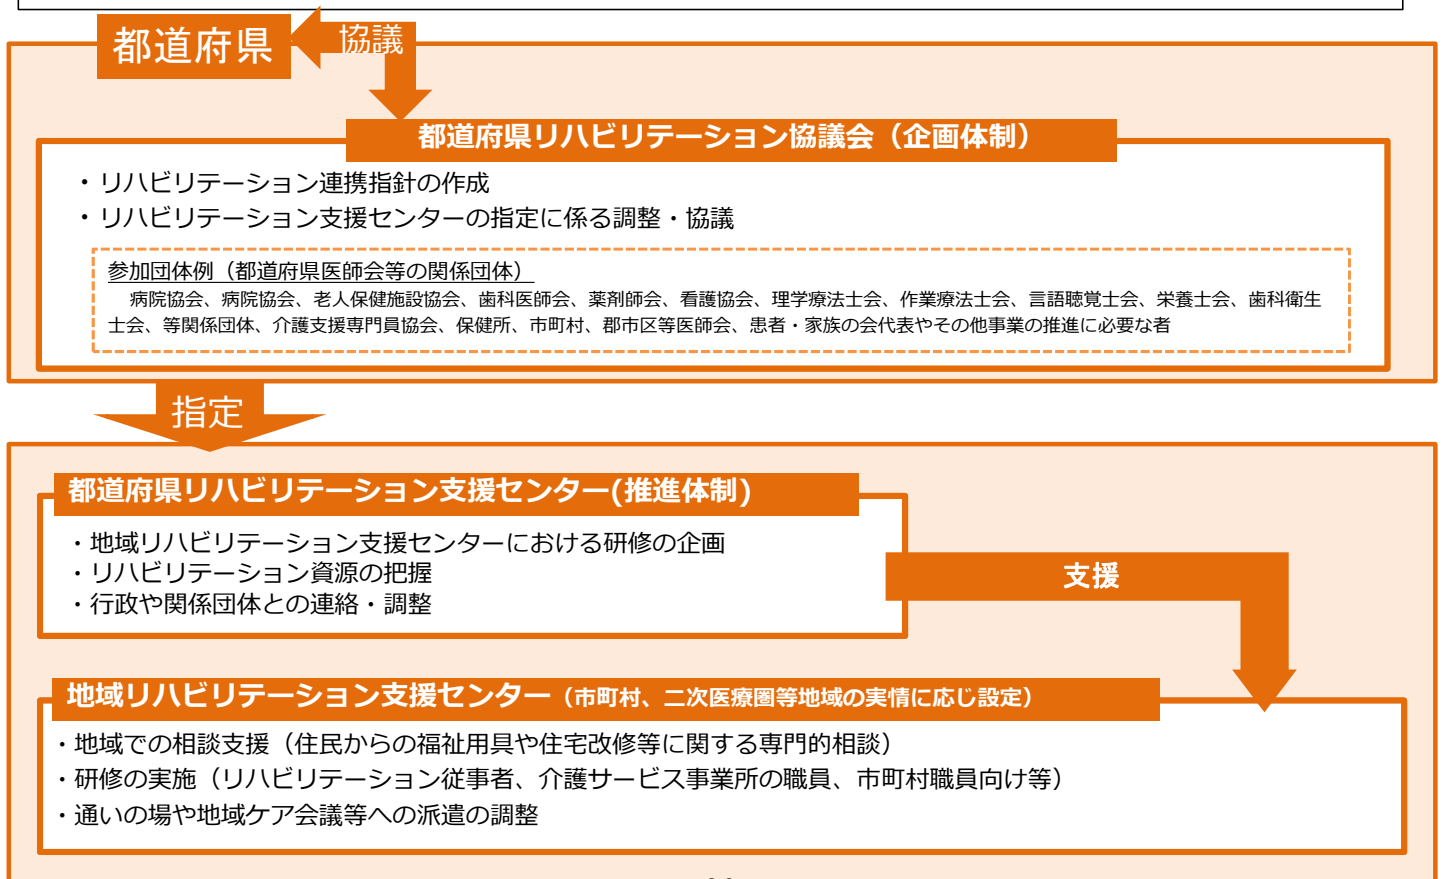 都道府県
協議
都道府県リハビリテーション協議会（企画体制）
・リハビリテーション連携指針の作成
・リハビリテーション支援センターの指定に係る調整・協議
参加団体例（都道府県医師会等の関係団体）
病院協会、病院協会、老人保健施設協会、歯科医師会、薬剤師会、看護協会、理学療法士会、作業療法士会、言語聴覚士会、栄養士会、歯科衛生
士会、等関係団体、介護支援専門員協会、保健所、市町村、郡市区等医師会、患者・家族の会代表やその他事業の推進に必要な者
指定
都道府県リハビリテーション支援センター(推進体制)
・地域リハビリテーション支援センターにおける研修の企画
・リハビリテーション資源の把握
・行政や関係団体との連絡・調整
支援
地域リハビリテーション支援センター（市町村、二次医療圏等地域の実情に応じ設定）
・地域での相談支援（住民からの福祉用具や住宅改修等に関する専門的相談）
・研修の実施（リハビリテーション従事者、介護サービス事業所の職員、市町村職員向け等）
・通いの場や地域ケア会議等への派遣の調整